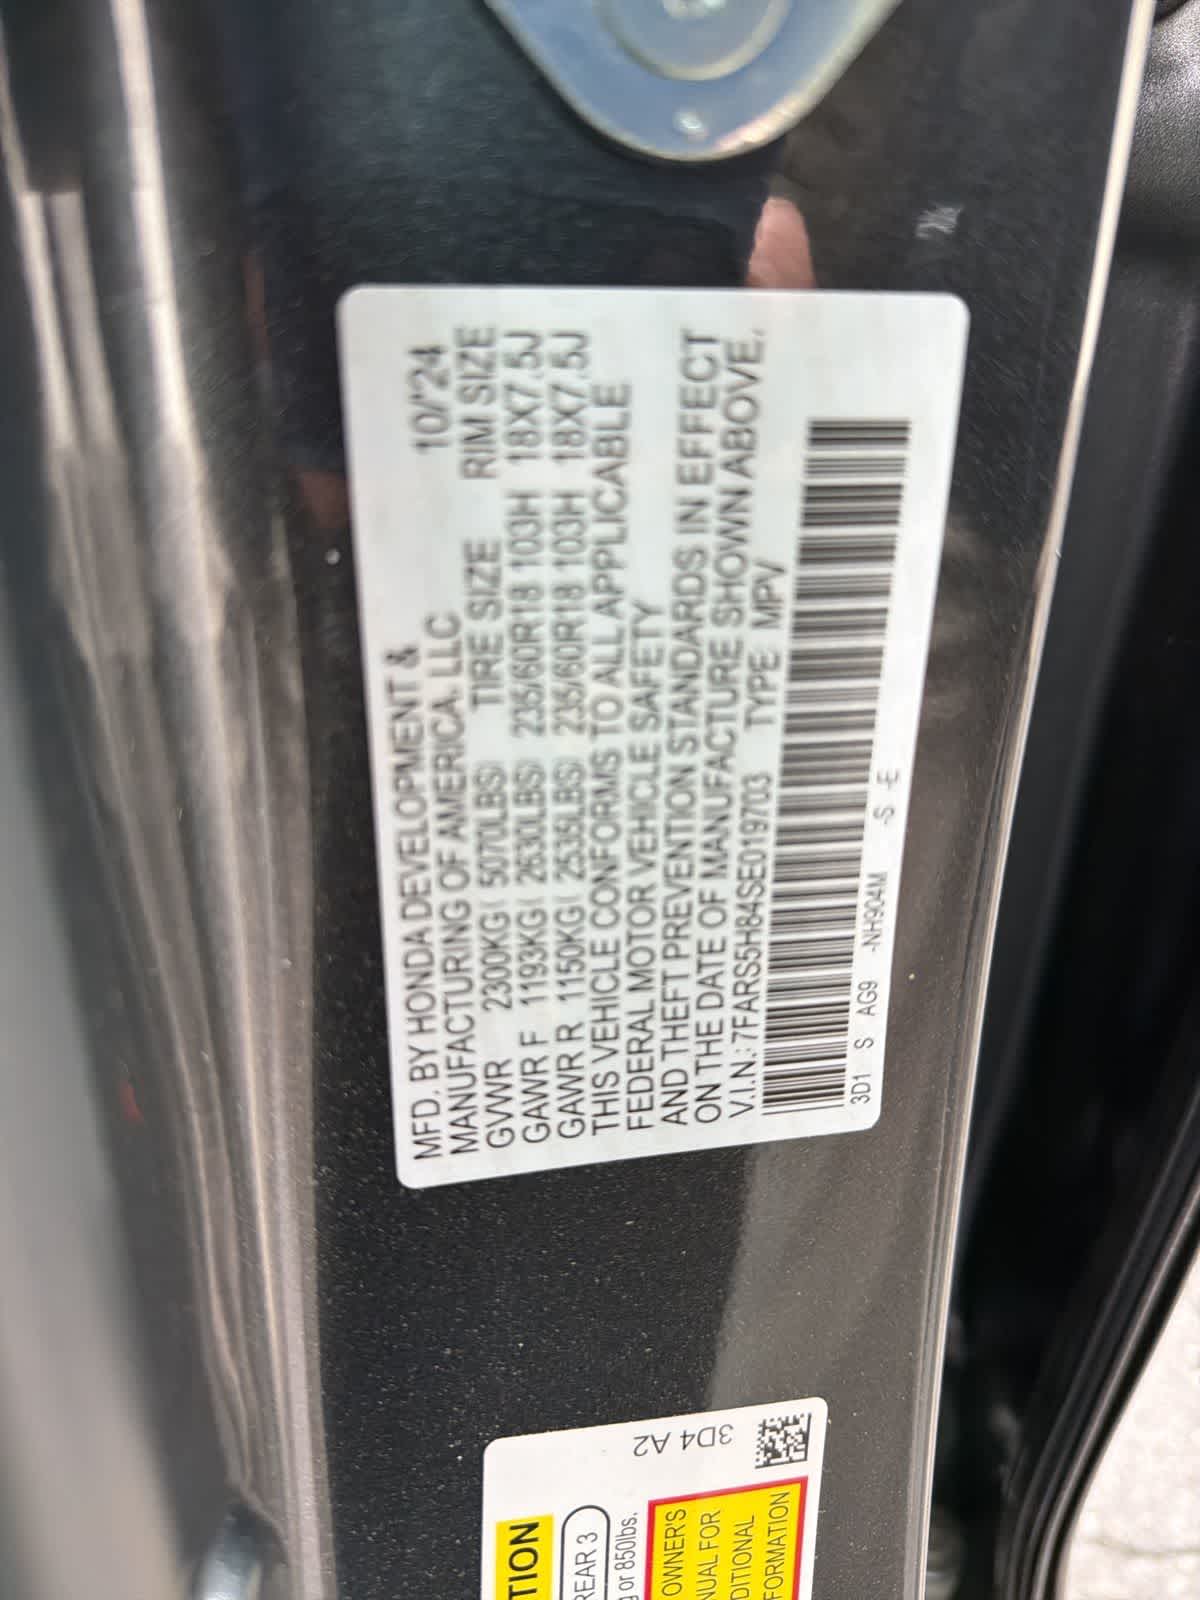 MFD. BY HONDA DEVELOPMENT &
MANUFACTURING OF AMERICA, LLC 10/'24
GVWR 2300KG( 5070LBS) TIRE SIZE RIM SIZE
GAWR F 1193KG( 2630LBS) 235/60R18 103H 18X7.5J
GAWR R 1150KG( 2535LBS) 235/60R18 103H 18X7.5J
THIS VEHICLE CONFORMS TO ALL APPLICABLE
FEDERAL MOTOR VEHICLE SAFETY
AND THEFT PREVENTION STANDARDS IN EFFECT
ON THE DATE OF MANUFACTURE SHOWN ABOVE.
V.I.N.: 7FARS5H84SE019703 TYPE MPV
3D1 S AG9 -NH904M -S -E
3D4 A2
TION
REAR 3
g or 850lbs.
OWNER'S
NUAL FOR
DITIONAL
FORMATION